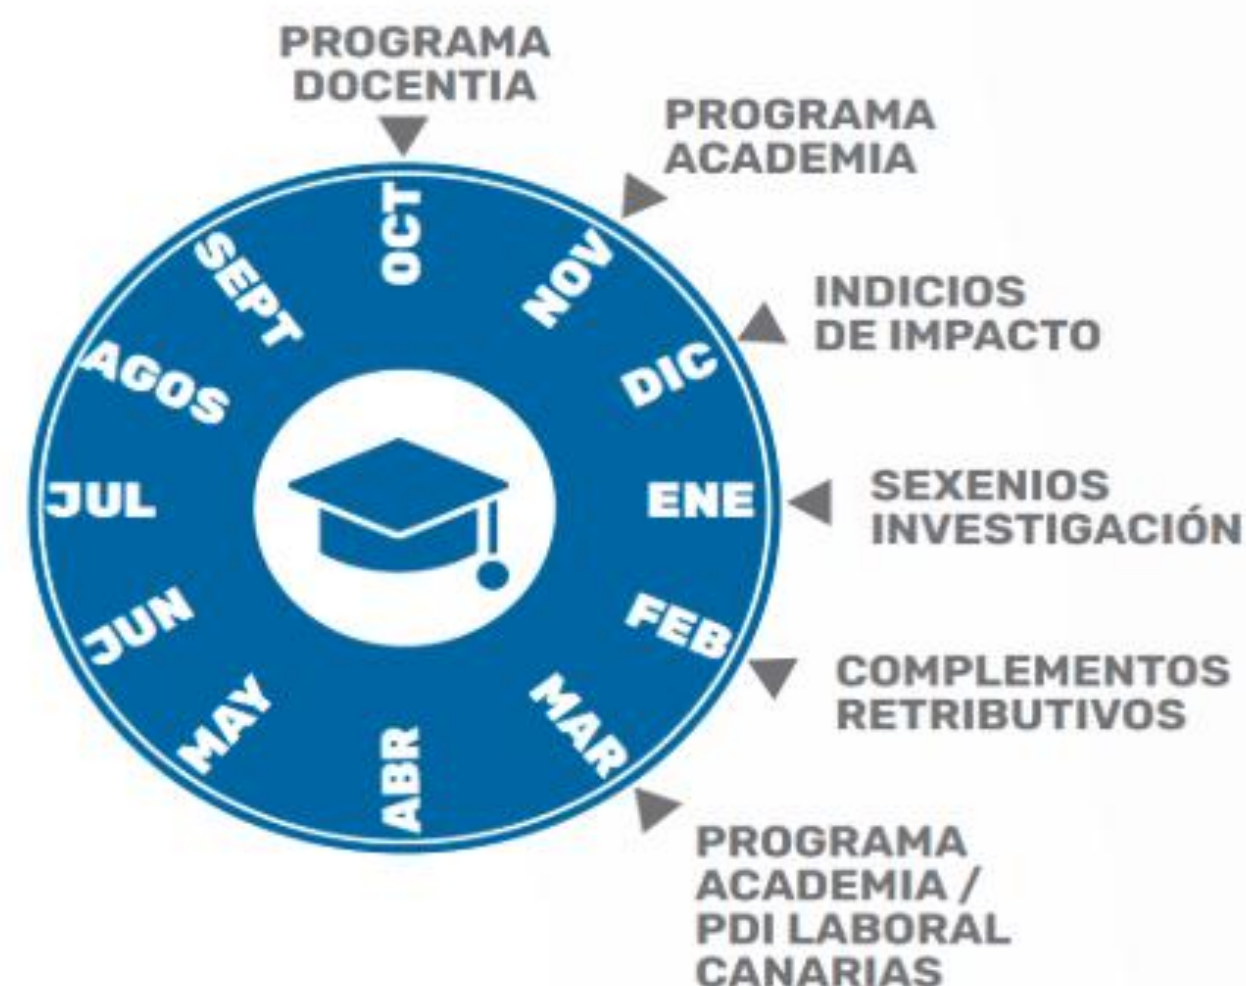 PROGRAMA
DOCENTIA
PROGRAMA
ACADEMIA
INDICIOS
DE IMPACTO
SEXENIOS
INVESTIGACIÓN
COMPLEMENTOS
RETRIBUTIVOS
PROGRAMA
ACADEMIA /
PDI LABORAL
CANARIAS
OCT
NOV
DIC
ENE
FEB
MAR
ABR
MAY
JUN
JUL
AGOS
SEPT